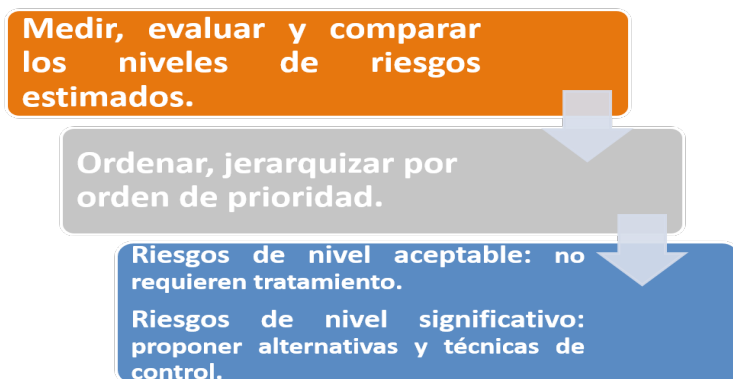 Medir, evaluar y comparar
los niveles de riesgos
estimados.
Ordenar, jerarquizar por
orden de prioridad.
Riesgos de nivel aceptable: no
requieren tratamiento.
Riesgos de nivel significativo:
proponer alternativas y técnicas de
control.